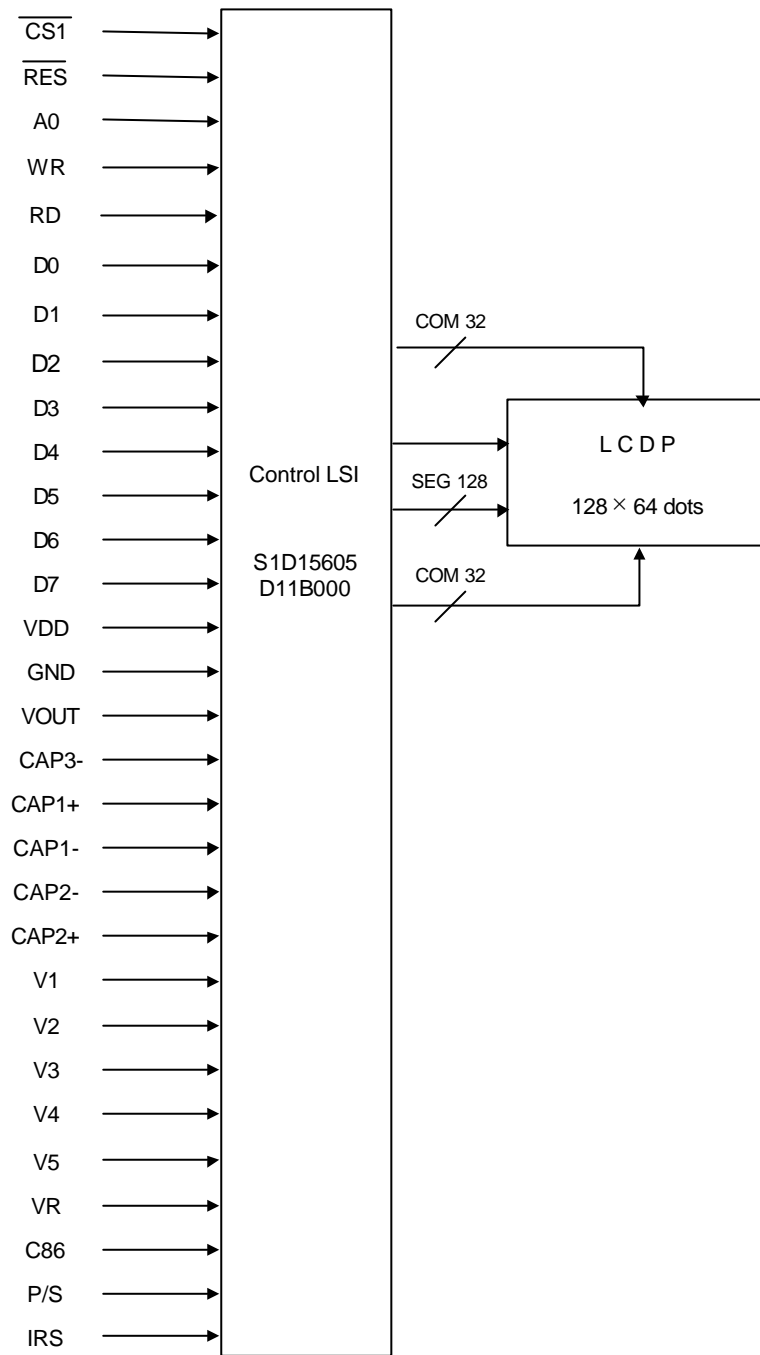 CS1
RES
A0
WR
RD
D0
D1
D2
D3
D4
D5
D6
D7
VDD
GND
VOUT
CAP3-
CAP1+
CAP1-
CAP2-
CAP2+
V1
V2
V3
V4
V5
VR
C86
P/S
IRS
Control LSI
S1D15605
D11B000
COM 32
SEG 128
COM 32
L C D P
128 × 64 dots